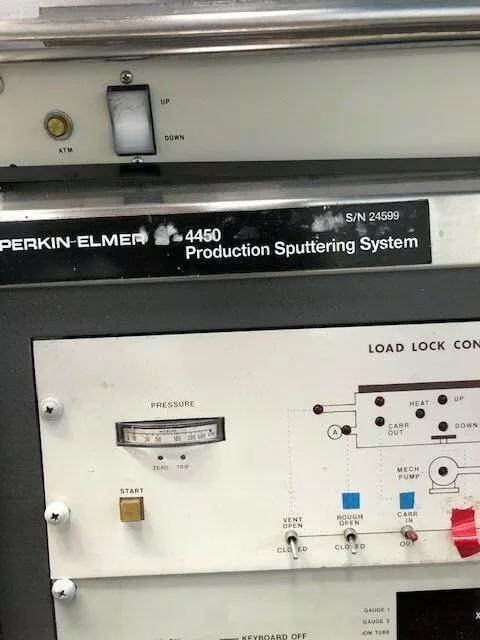 UP
DOWN
ATM
S/N 24599
PERKIN-ELMER 4450
Production Sputtering System
LOAD LOCK CON
PRESSURE
HEAT
UP
CARR
OUT
A
DOWN
ZERO TRIP
MECH
PUMP
START
VENT
OPEN
ROUGH
OPEN
CARR
IN
CLOSED
CLOSED
OUT
GAUGE 1
GAUGE 2
ION TUBE
KEYBOARD OFF